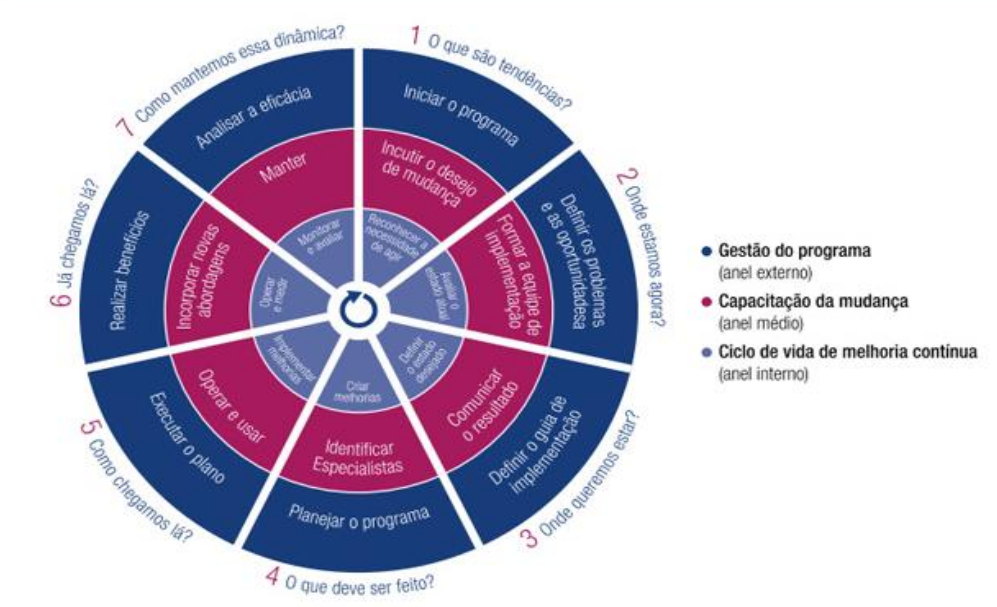 1 O que são tendências?
Iniciar o programa
Incutir o desejo
de mudança
Reconhecer a
necessidade
de agir
2 Onde estamos agora?
Definir os problemas
e as oportunidadesa
Formar a equipe de
implementação
Avaliar o
estado atual
3 Onde queremos estar?
Definir o guia de
implementação
Comunicar
o resultado
Definir
o estado
desejado
4 O que deve ser feito?
Planejar o programa
Identificar
Especialistas
Criar
melhorias
5 Como chegamos lá?
Executar o plano
Operar e usar
Implementar
melhorias
6 Já chegamos lá?
Realizar benefícios
Incorporar novas
abordagens
Operar
e medir
7 Como mantemos essa dinâmica?
Analisar a eficácia
Manter
Monitorar
e avaliar
Gestão do programa
(anel externo)
Capacitação da mudança
(anel médio)
Ciclo de vida de melhoria contínua
(anel interno)